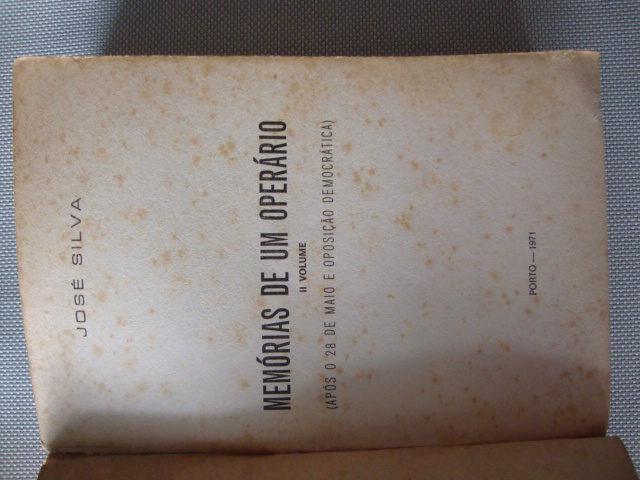 JOSÉ SILVA
MEMÓRIAS DE UM OPERÁRIO
II VOLUME
(APÓS O 28 DE MAIO E OPOSIÇÃO DEMOCRÁTICA)
PORTO — 1971